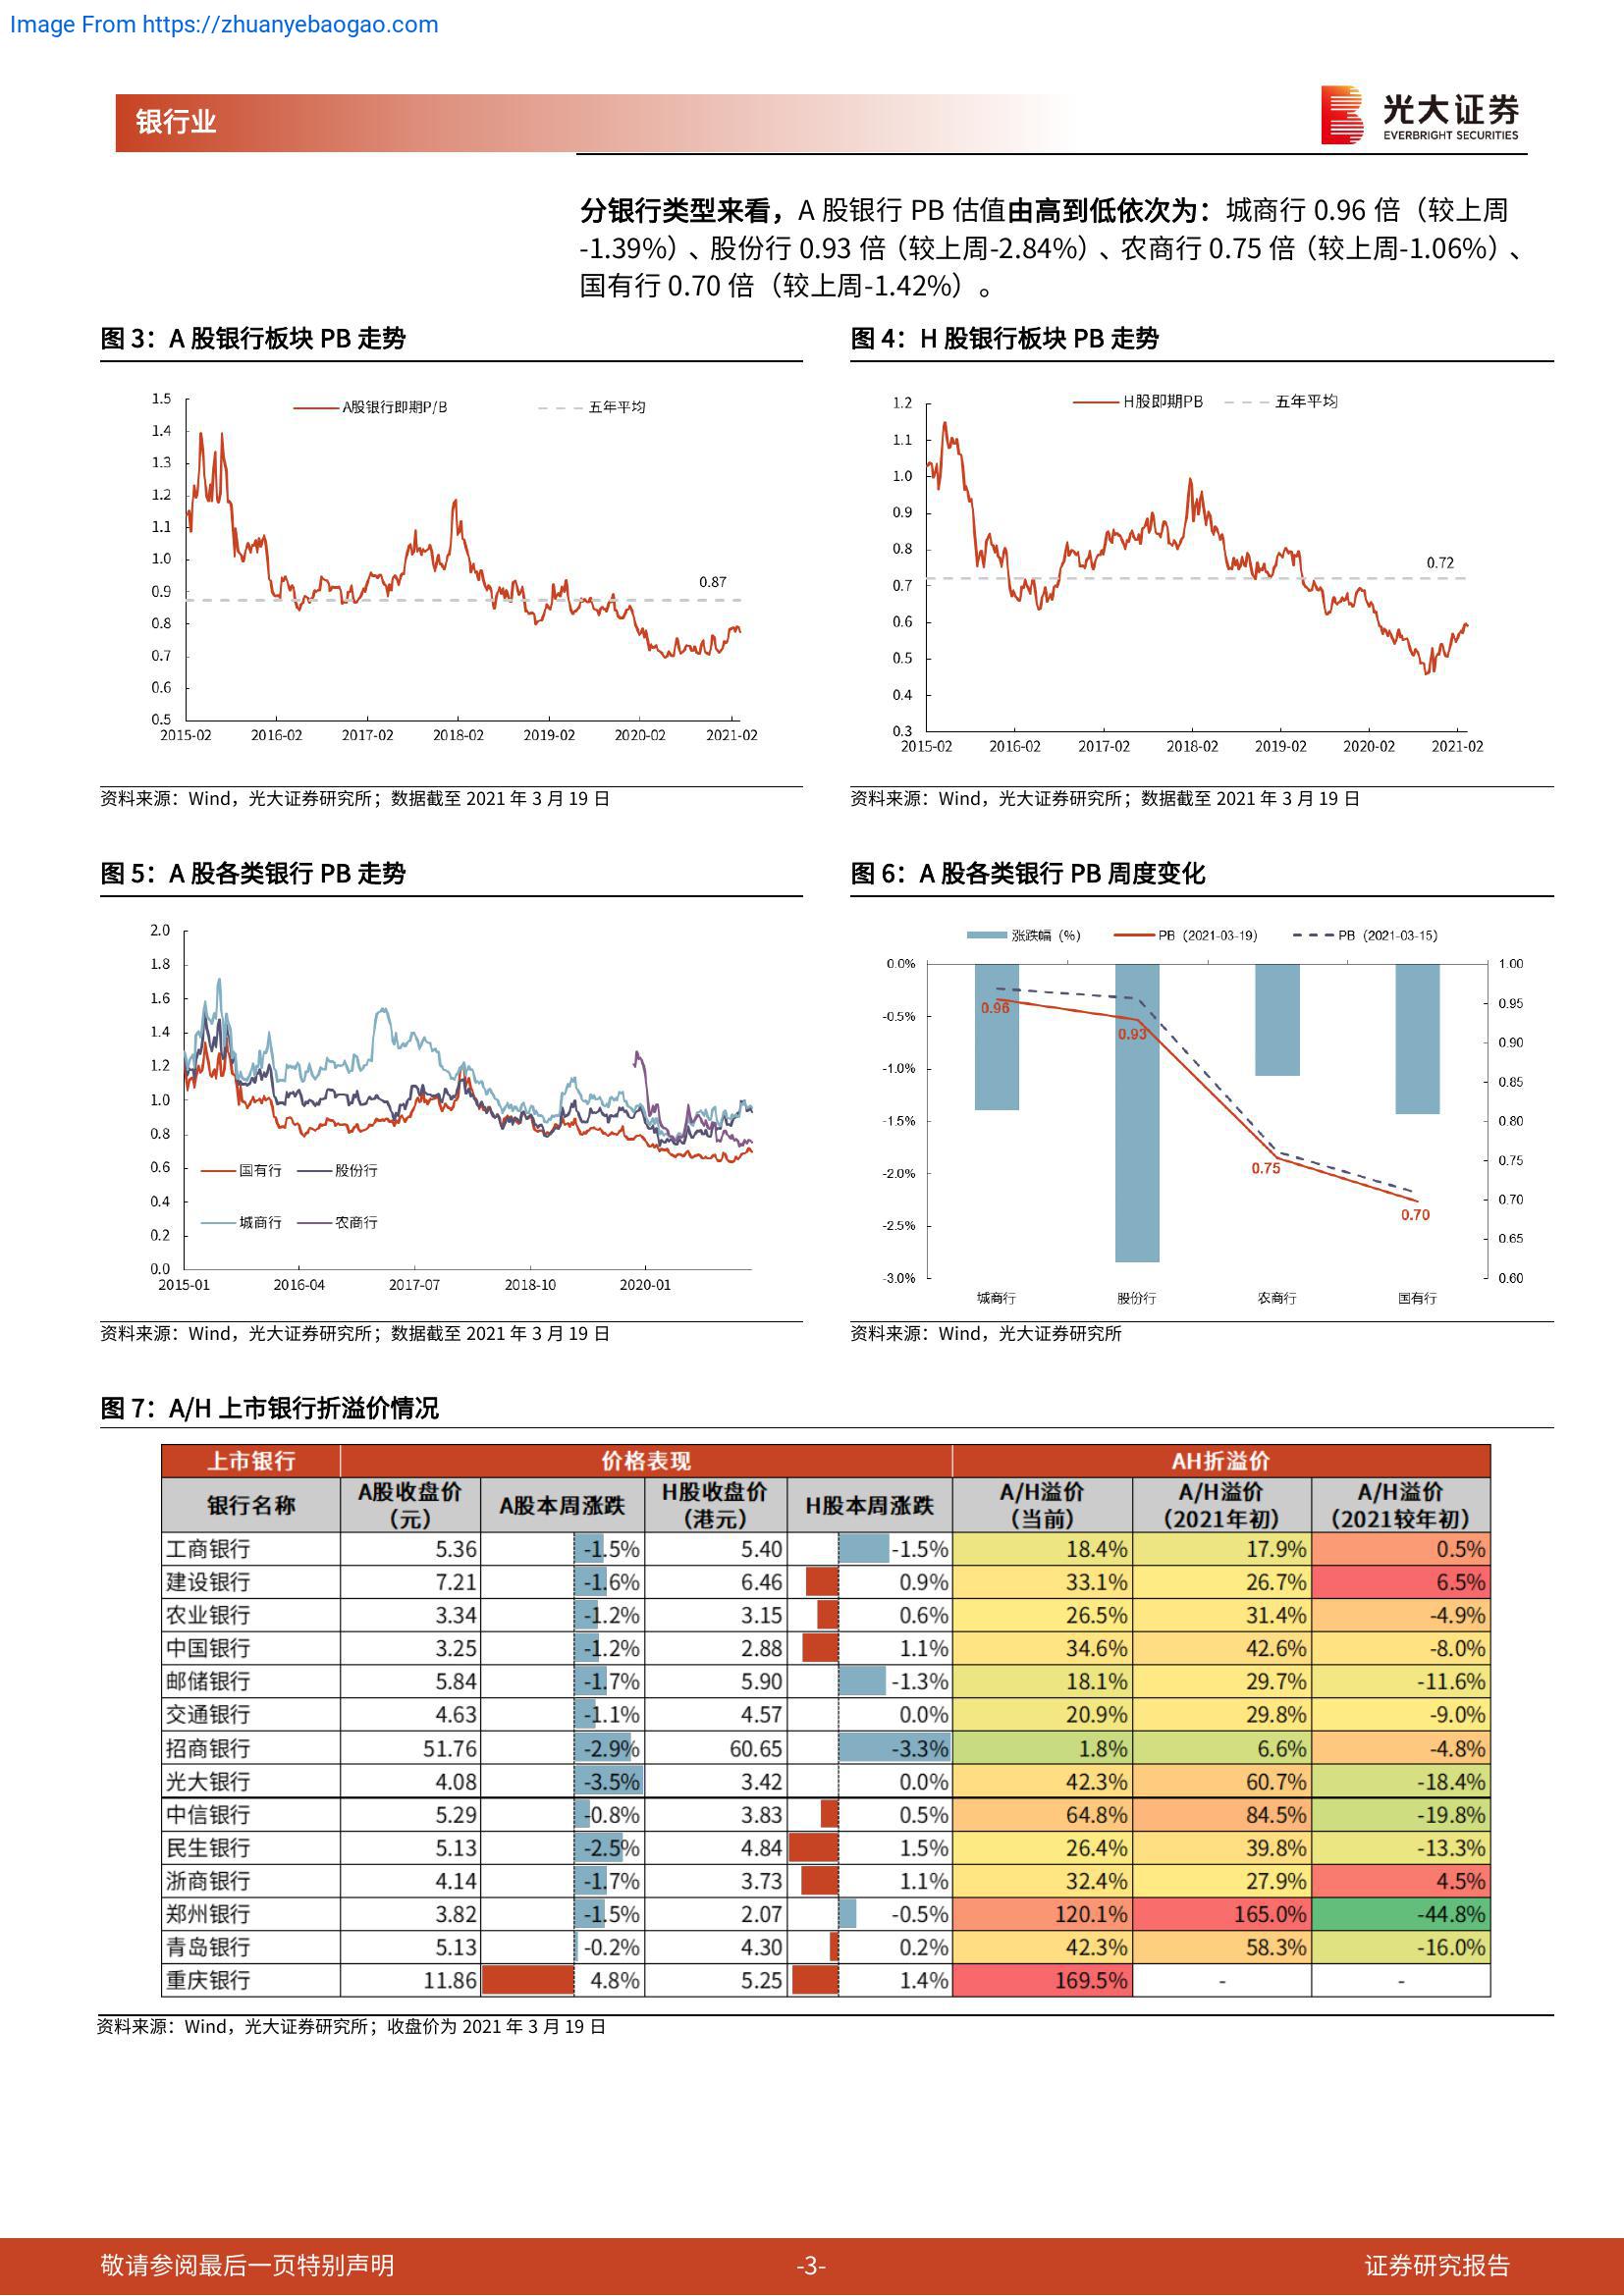 Image From https://zhuanyebaogao.com
银行业
光大证券
EVERBRIGHT SECURITIES
分银行类型来看，A 股银行 PB 估值由高到低依次为：城商行 0.96 倍（较上周
-1.39%）、股份行 0.93 倍（较上周-2.84%）、农商行 0.75 倍（较上周-1.06%）、
国有行 0.70 倍（较上周-1.42%）。
图 3：A 股银行板块 PB 走势
A股银行即期P/B 五年平均
1.5
1.4
1.3
1.2
1.1
1.0
0.9
0.8
0.7
0.6
0.5
0.87
2015-02 2016-02 2017-02 2018-02 2019-02 2020-02 2021-02
资料来源：Wind，光大证券研究所；数据截至 2021 年 3 月 19 日
图 4：H 股银行板块 PB 走势
H股即期PB 五年平均
1.2
1.1
1.0
0.9
0.8
0.7
0.6
0.5
0.4
0.3
0.72
2015-02 2016-02 2017-02 2018-02 2019-02 2020-02 2021-02
资料来源：Wind，光大证券研究所；数据截至 2021 年 3 月 19 日
图 5：A 股各类银行 PB 走势
2.0
1.8
1.6
1.4
1.2
1.0
0.8
0.6
0.4
0.2
0.0
国有行 股份行
城商行 农商行
2015-01 2016-04 2017-07 2018-10 2020-01
资料来源：Wind，光大证券研究所；数据截至 2021 年 3 月 19 日
图 6：A 股各类银行 PB 周度变化
涨跌幅（%） PB（2021-03-19） PB（2021-03-15）
0.0%
-0.5%
-1.0%
-1.5%
-2.0%
-2.5%
-3.0%
0.96
0.93
0.75
0.70
1.00
0.95
0.90
0.85
0.80
0.75
0.70
0.65
0.60
城商行 股份行 农商行 国有行
资料来源：Wind，光大证券研究所
图 7：A/H 上市银行折溢价情况
上市银行 价格表现 AH折溢价
银行名称 A股收盘价（元） A股本周涨跌 H股收盘价（港元） H股本周涨跌 A/H溢价（当前） A/H溢价（2021年初） A/H溢价（2021较年初）
工商银行 5.36 -1.5% 5.40 -1.5% 18.4% 17.9% 0.5%
建设银行 7.21 -1.6% 6.46 0.9% 33.1% 26.7% 6.5%
农业银行 3.34 -1.2% 3.15 0.6% 26.5% 31.4% -4.9%
中国银行 3.25 -1.2% 2.88 1.1% 34.6% 42.6% -8.0%
邮储银行 5.84 -1.7% 5.90 -1.3% 18.1% 29.7% -11.6%
交通银行 4.63 -1.1% 4.57 0.0% 20.9% 29.8% -9.0%
招商银行 51.76 -2.9% 60.65 -3.3% 1.8% 6.6% -4.8%
光大银行 4.08 -3.5% 3.42 0.0% 42.3% 60.7% -18.4%
中信银行 5.29 -0.8% 3.83 0.5% 64.8% 84.5% -19.8%
民生银行 5.13 -2.5% 4.84 1.5% 26.4% 39.8% -13.3%
浙商银行 4.14 -1.7% 3.73 1.1% 32.4% 27.9% 4.5%
郑州银行 3.82 -1.5% 2.07 -0.5% 120.1% 165.0% -44.8%
青岛银行 5.13 -0.2% 4.30 0.2% 42.3% 58.3% -16.0%
重庆银行 11.86 4.8% 5.25 1.4% 169.5% - -
资料来源：Wind，光大证券研究所；收盘价为 2021 年 3 月 19 日
敬请参阅最后一页特别声明 -3- 证券研究报告